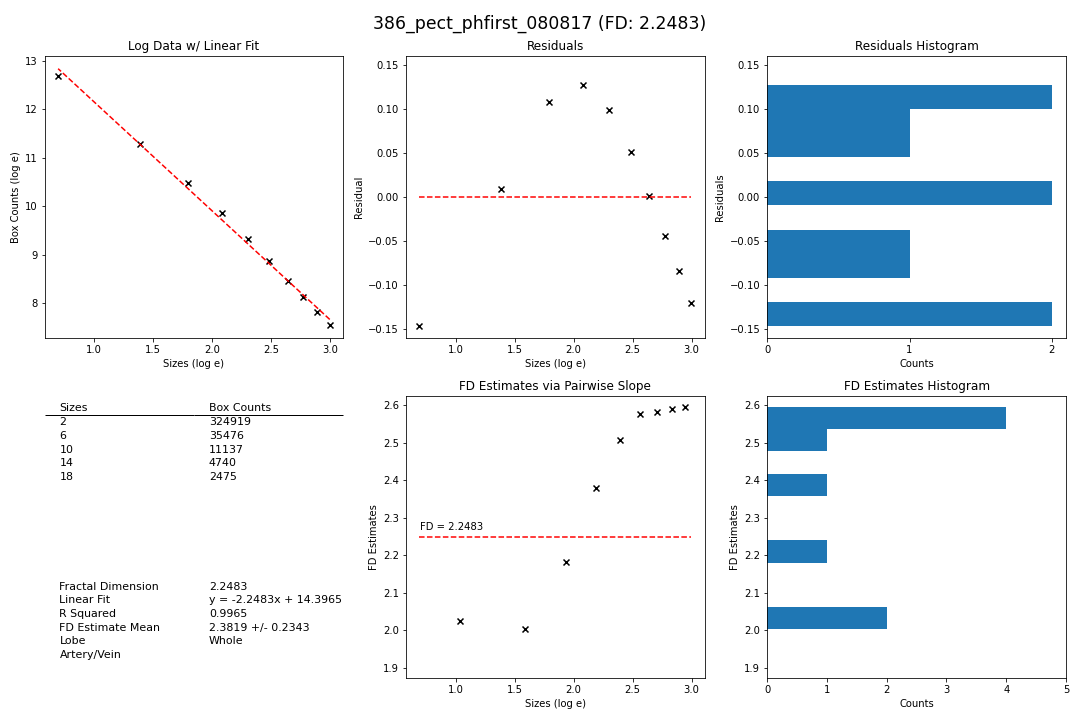 386_pect_phfirst_080817 (FD: 2.2483)
Log Data w/ Linear Fit
13
12
11
10
9
8
Box Counts (log e)
1.0 1.5 2.0 2.5 3.0
Sizes (log e)
Residuals
0.15
0.10
0.05
0.00
−0.05
−0.10
−0.15
Residual
1.0 1.5 2.0 2.5 3.0
Sizes (log e)
Residuals Histogram
0.15
0.10
0.05
0.00
−0.05
−0.10
−0.15
Residuals
0 1 2
Counts
Sizes Box Counts
2 324919
6 35476
10 11137
14 4740
18 2475
Fractal Dimension 2.2483
Linear Fit y = -2.2483x + 14.3965
R Squared 0.9965
FD Estimate Mean 2.3819 +/- 0.2343
Lobe Whole
Artery/Vein
FD Estimates via Pairwise Slope
2.6
2.5
2.4
2.3
2.2
2.1
2.0
1.9
FD Estimates
FD = 2.2483
1.0 1.5 2.0 2.5 3.0
Sizes (log e)
FD Estimates Histogram
2.6
2.5
2.4
2.3
2.2
2.1
2.0
1.9
FD Estimates
0 1 2 3 4 5
Counts